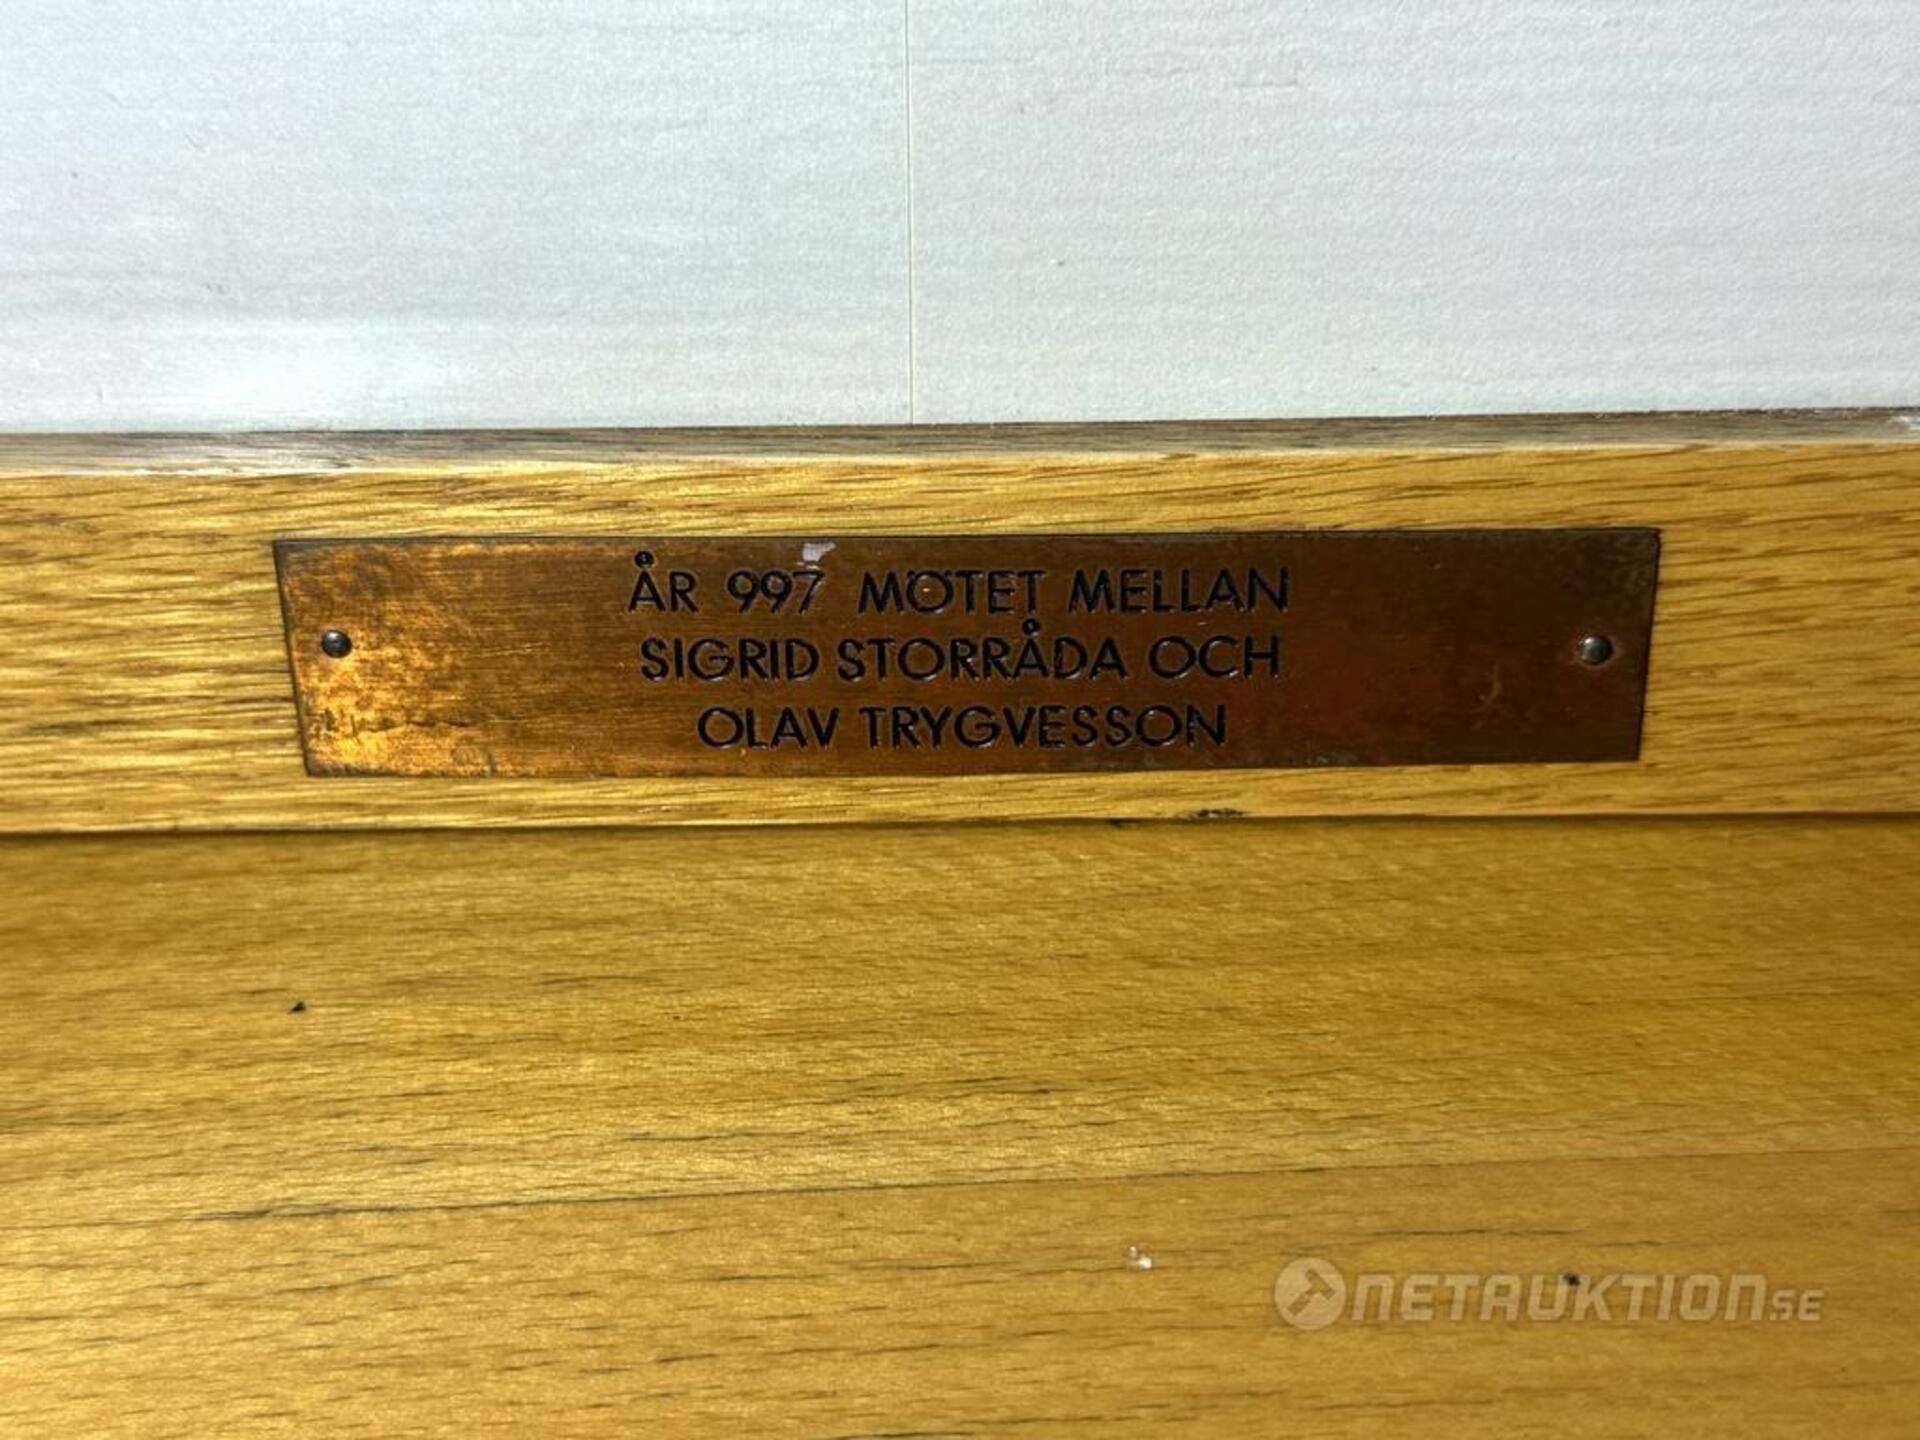 ÅR 997 MÖTET MELLAN
SIGRID STORRÅDA OCH
OLAV TRYGVESSON
NETAUKTION.SE